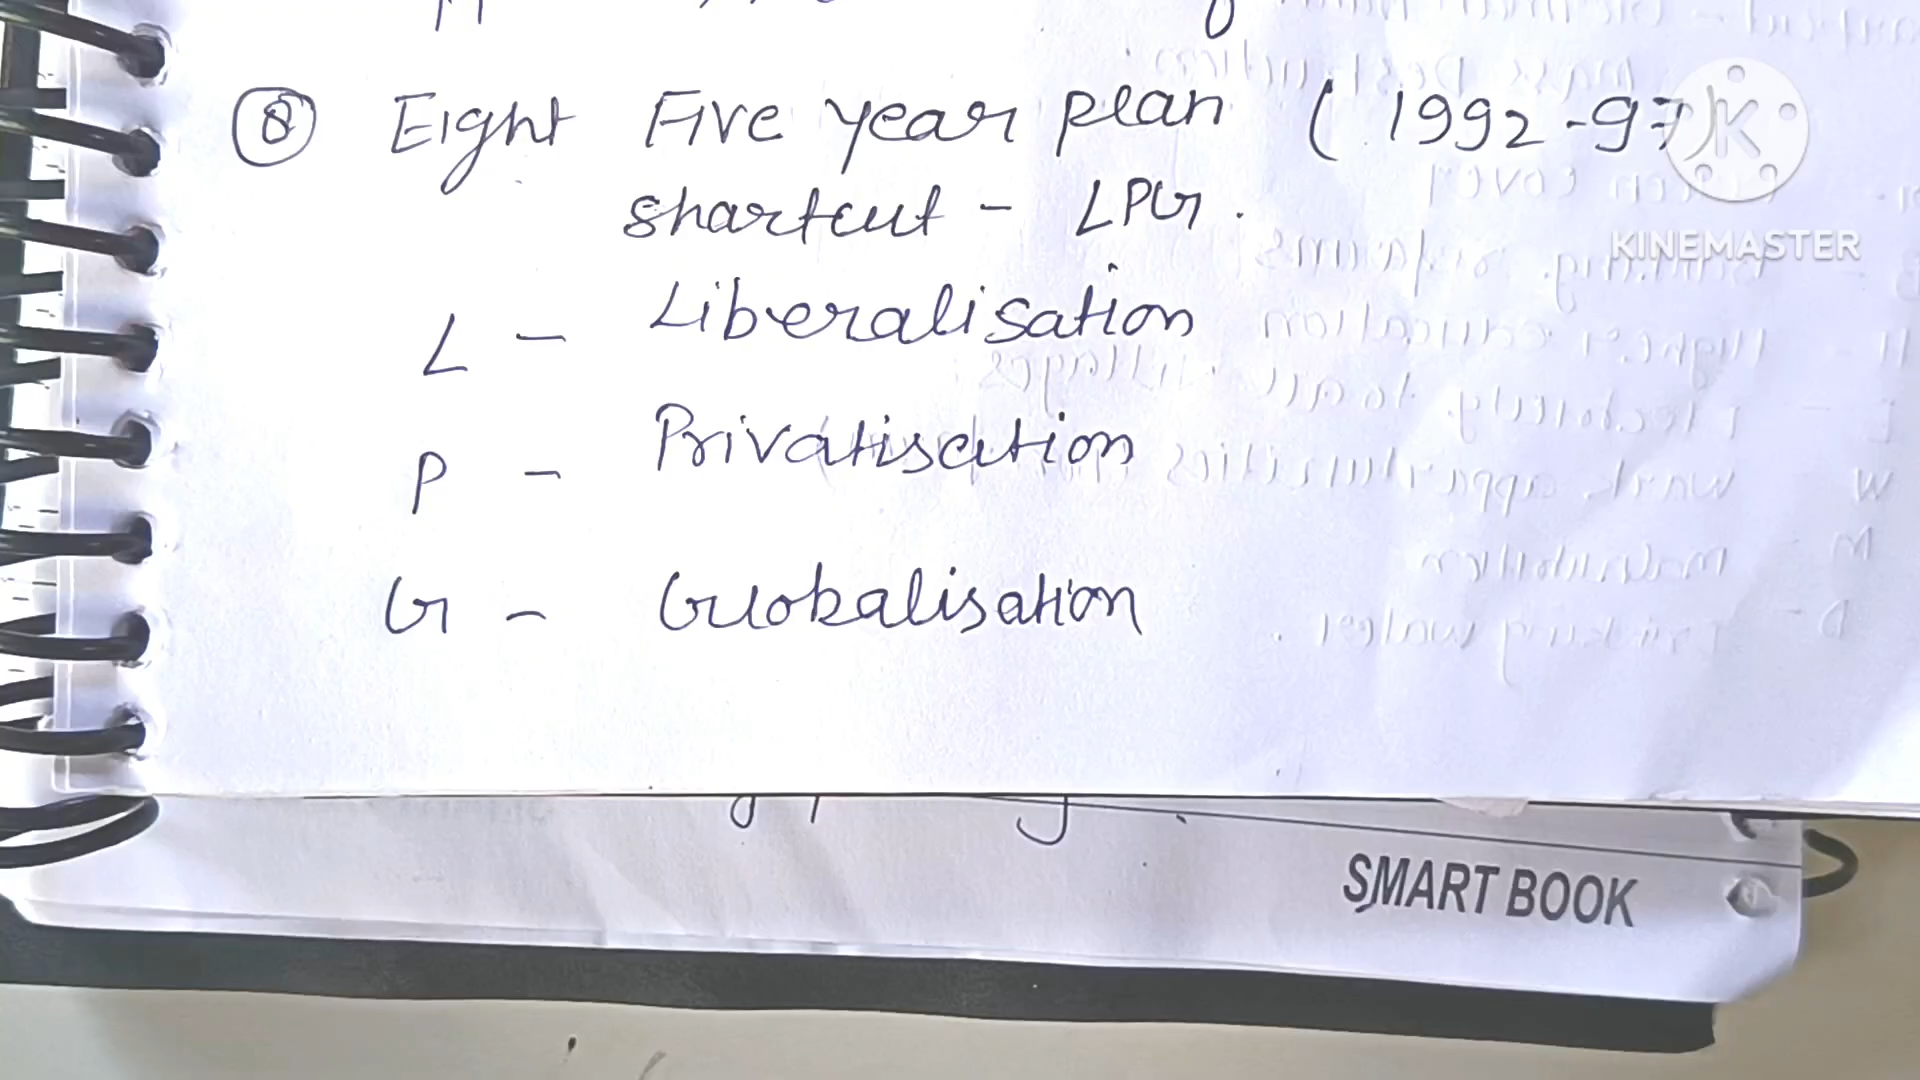 ⑧ Eight Five year plan ( 1992-97)
shartcut - LPG.
L - Liberalisation
P - Privatisation
G - Globalisation
KINEMASTER
SMART BOOK